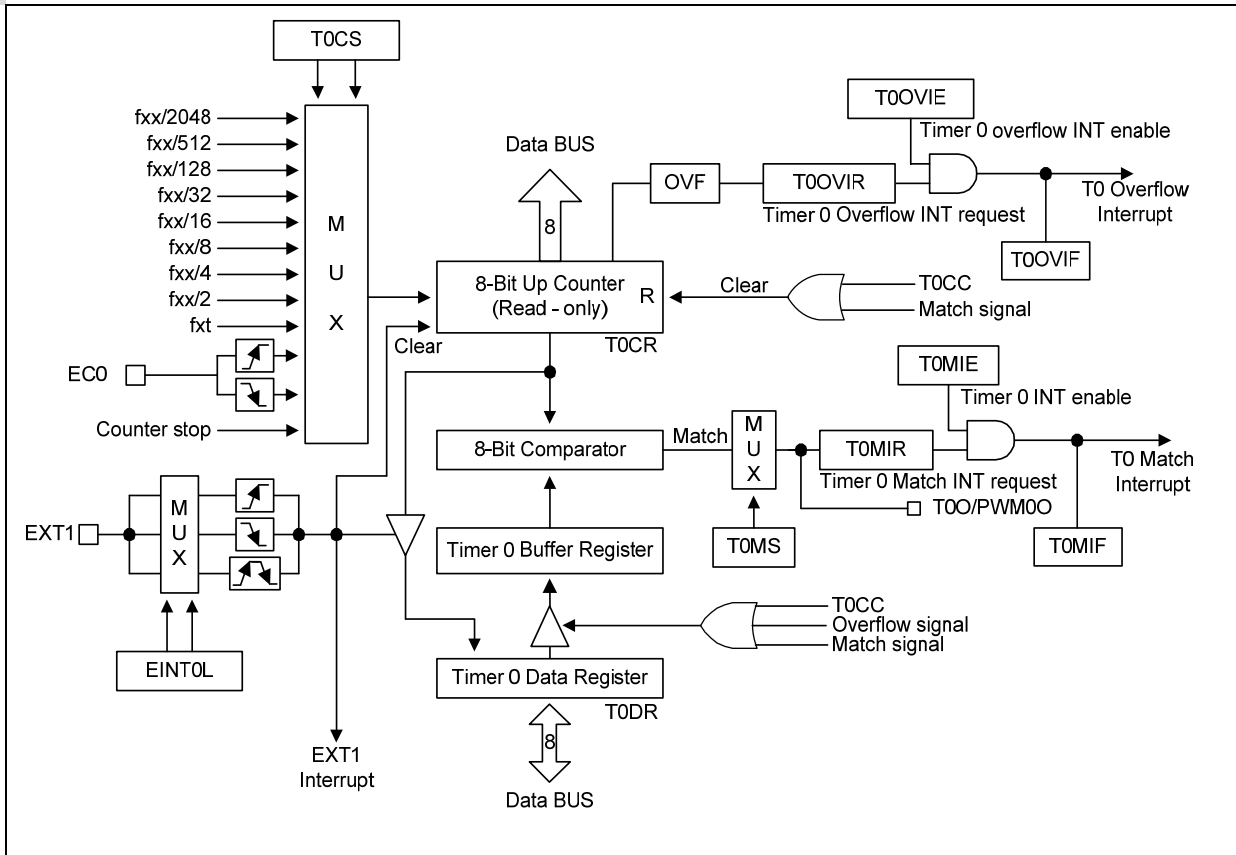 T0CS
fxx/2048
fxx/512
fxx/128
fxx/32
fxx/16
fxx/8
fxx/4
fxx/2
fxt
EC0
Counter stop
M
U
X
Data BUS
8
8-Bit Up Counter
(Read - only)
R
T0CR
Clear
OVF
T0OVIR
Timer 0 Overflow INT request
T0OVIE
Timer 0 overflow INT enable
T0 Overflow
Interrupt
T0OVIF
Clear
T0CC
Match signal
8-Bit Comparator
Match
M
U
X
T0MS
T0MIE
Timer 0 INT enable
T0MIR
Timer 0 Match INT request
T0O/PWM0O
T0 Match
Interrupt
T0MIF
EXT1
M
U
X
EINT0L
EXT1
Interrupt
Timer 0 Buffer Register
T0CC
Overflow signal
Match signal
Timer 0 Data Register
T0DR
8
Data BUS